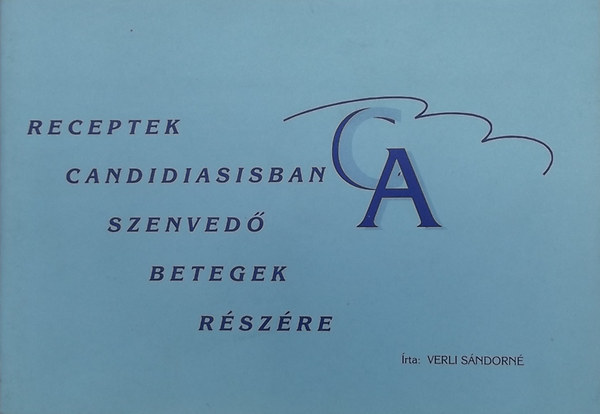 RECEPTEK
CANDIDIASISBAN
SZENVEDŐ
BETEGEK
RÉSZÉRE
CA
Írta: VERLI SÁNDORNÉ